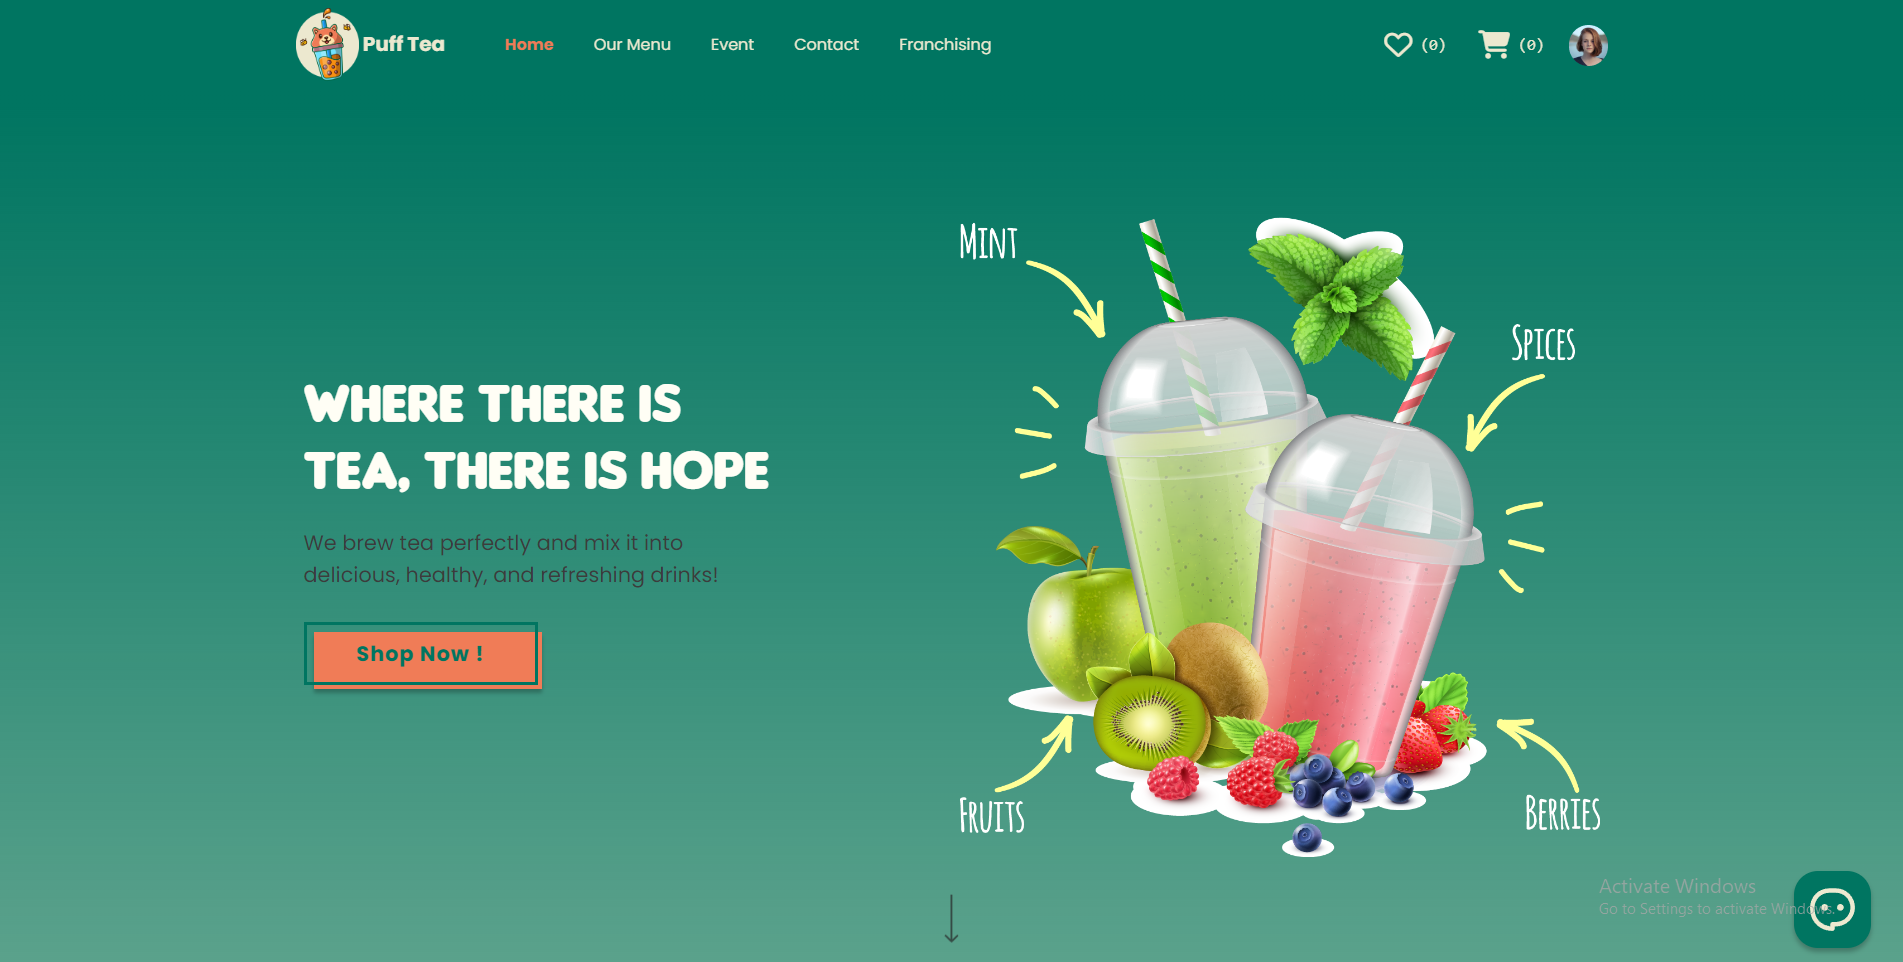 Puff Tea
Home
Our Menu
Event
Contact
Franchising
(0)
(0)
MINT
SPICES
WHERE THERE IS
TEA, THERE IS HOPE
We brew tea perfectly and mix it into
delicious, healthy, and refreshing drinks!
Shop Now !
FRUITS
BERRIES
Activate Windows
Go to Settings to activate Windows.